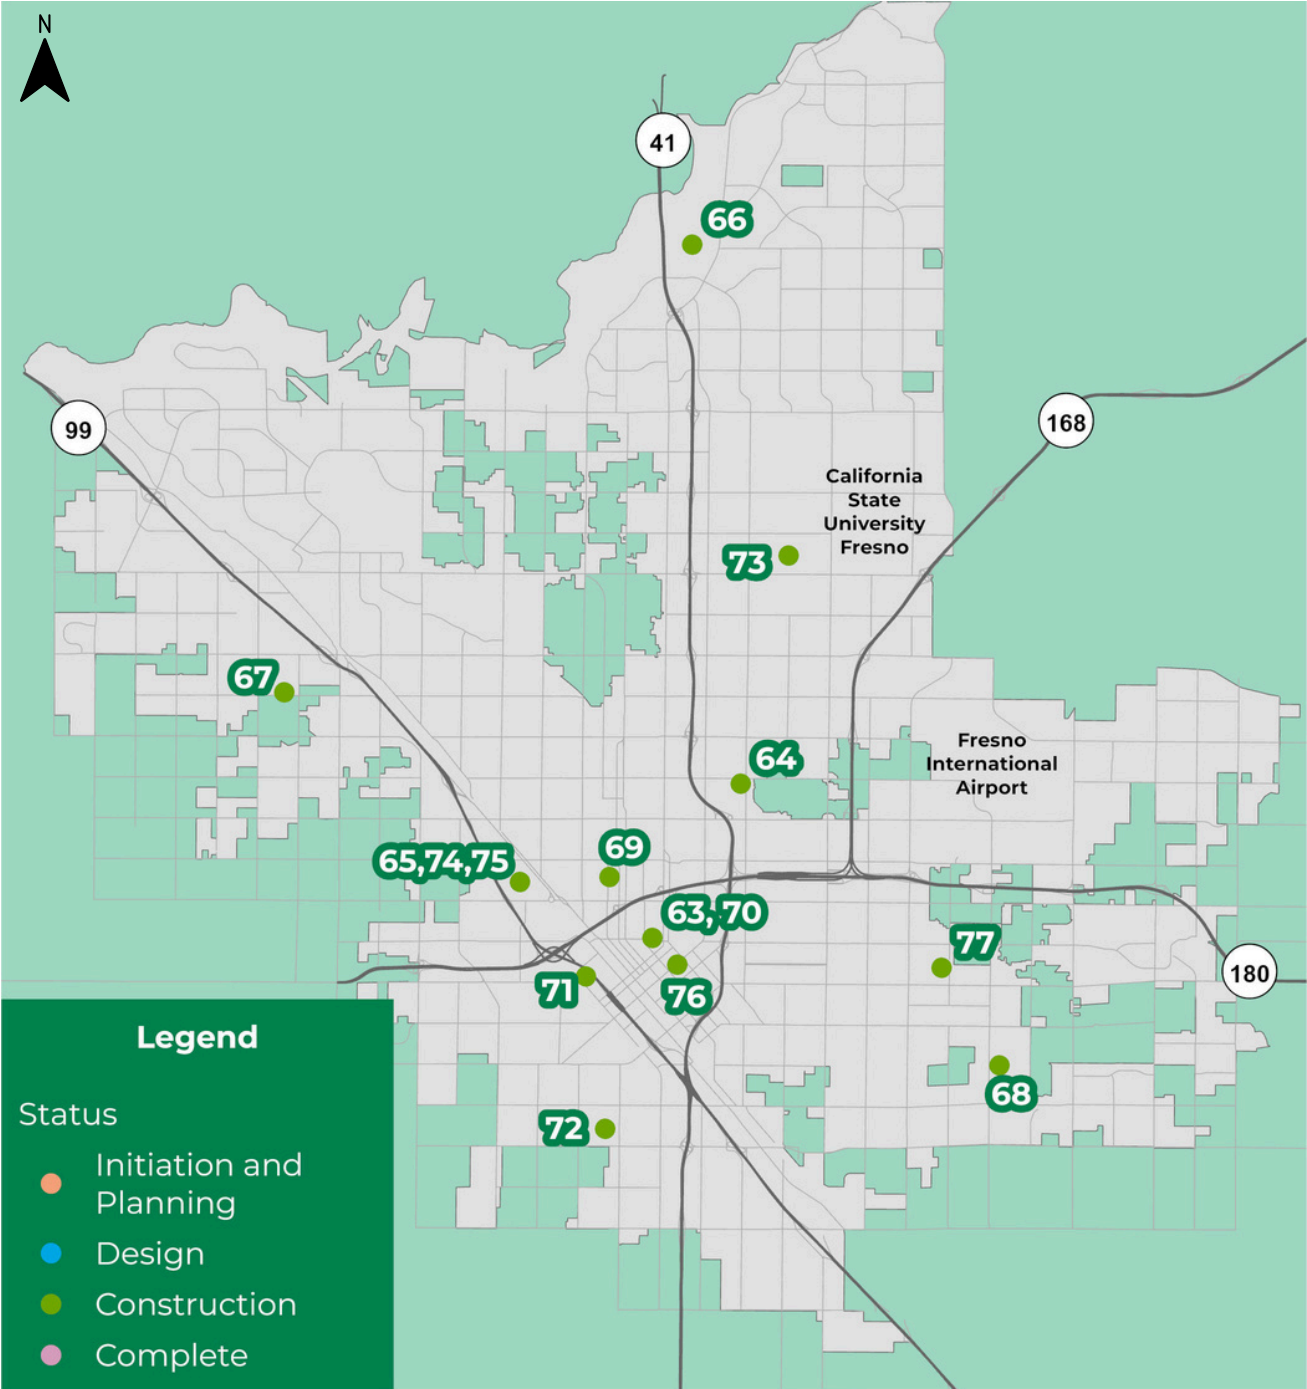 N
41
66
99
168
California
State
University
Fresno
73
67
64
Fresno
International
Airport
65,74,75
69
63, 70
77
180
71
76
68
72
Legend
Status
Initiation and
Planning
Design
Construction
Complete